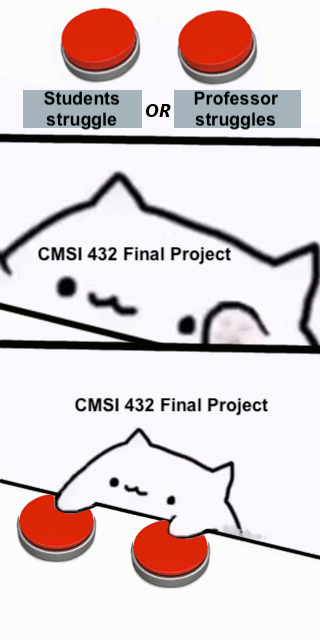 Students
struggle
OR
Professor
struggles
CMSI 432 Final Project
CMSI 432 Final Project